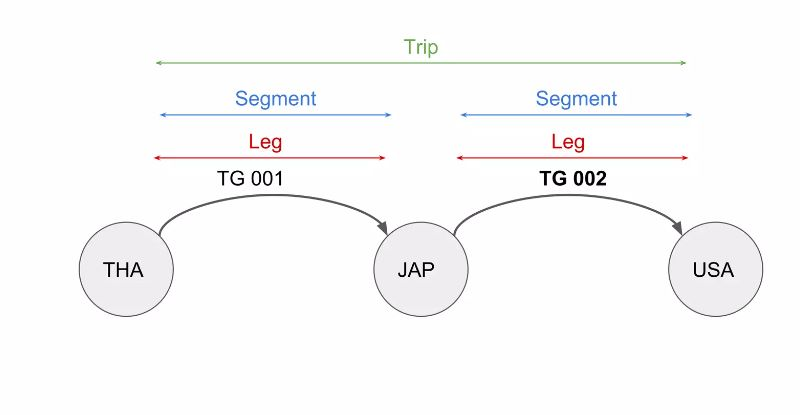 Trip
Segment Segment
Leg Leg
TG 001 TG 002
THA JAP USA